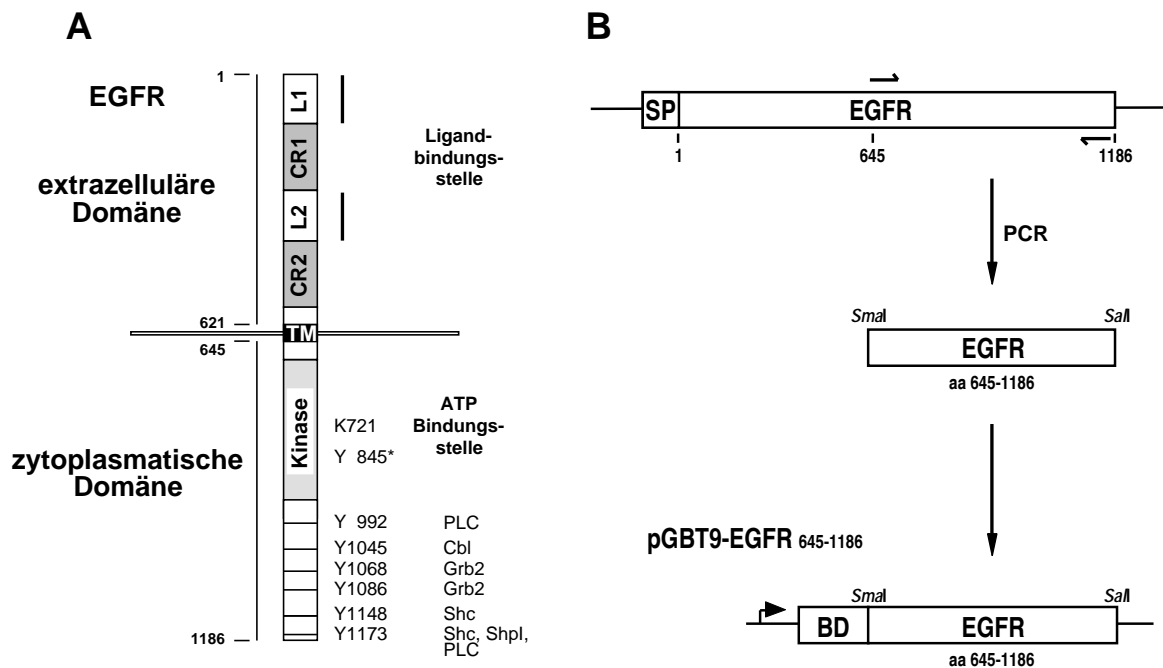 A
1
EGFR
L1
CR1
L2
CR2
Ligand-
bindungs-
stelle
extrazelluläre
Domäne
621
TM
645
Kinase
K721
Y 845*
ATP
Bindungs-
stelle
zytoplasmatische
Domäne
Y 992 PLC
Y1045 Cbl
Y1068 Grb2
Y1086 Grb2
Y1148 Shc
Y1173 Shc, ShpI,
PLC
1186
B
SP EGFR
1 645 1186
PCR
SmaI SalI
EGFR
aa 645-1186
pGBT9-EGFR 645-1186
SmaI SalI
BD EGFR
aa 645-1186